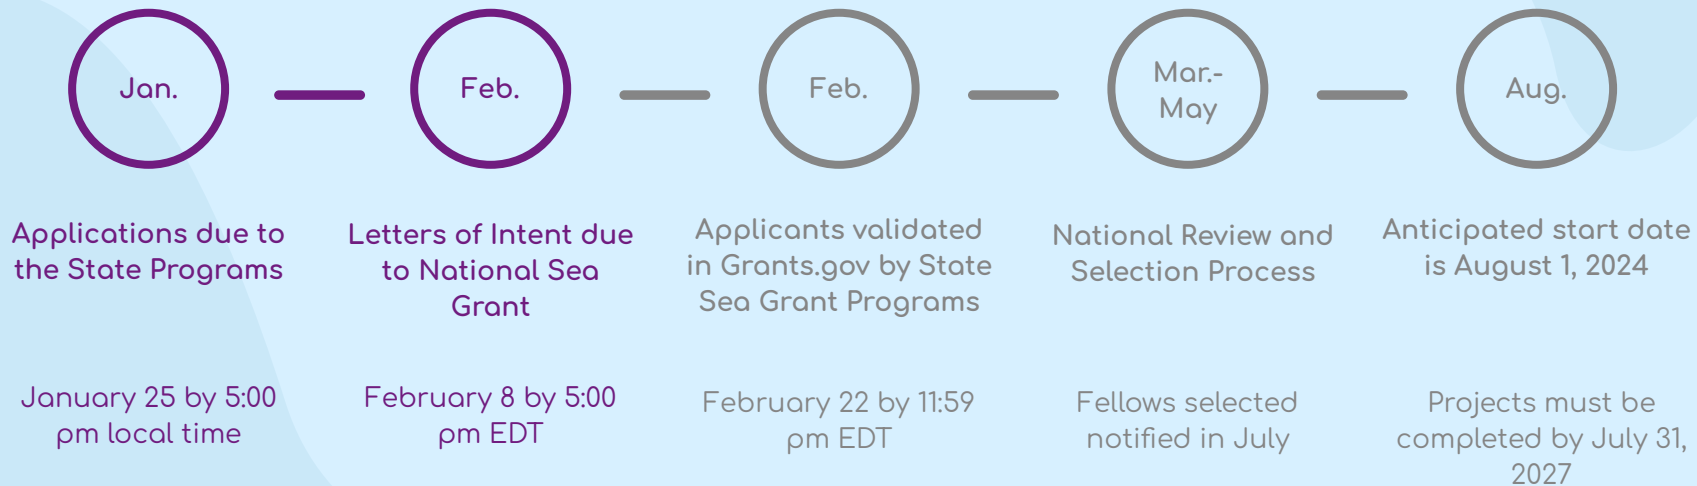 Jan.
Feb.
Feb.
Mar.-
May
Aug.
Applications due to
the State Programs
Letters of Intent due
to National Sea
Grant
Applicants validated
in Grants.gov by State
Sea Grant Programs
National Review and
Selection Process
Anticipated start date
is August 1, 2024
January 25 by 5:00
pm local time
February 8 by 5:00
pm EDT
February 22 by 11:59
pm EDT
Fellows selected
notified in July
Projects must be
completed by July 31,
2027